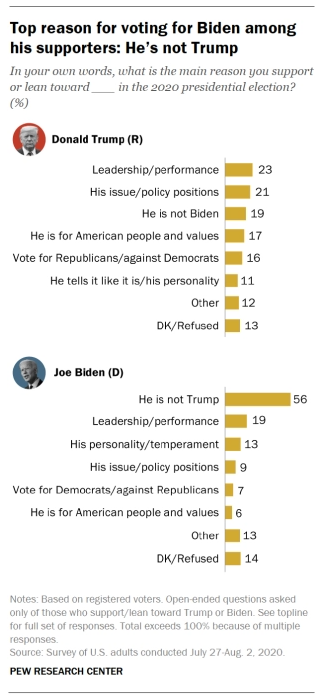 Top reason for voting for Biden among
his supporters: He's not Trump
In your own words, what is the main reason you support
or lean toward ___ in the 2020 presidential election?
(%)
Donald Trump (R)
Leadership/performance 23
His issue/policy positions 21
He is not Biden 19
He is for American people and values 17
Vote for Republicans/against Democrats 16
He tells it like it is/his personality 11
Other 12
DK/Refused 13
Joe Biden (D)
He is not Trump 56
Leadership/performance 19
His personality/temperament 13
His issue/policy positions 9
Vote for Democrats/against Republicans 7
He is for American people and values 6
Other 13
DK/Refused 14
Notes: Based on registered voters. Open-ended questions asked
only of those who support/lean toward Trump or Biden. See topline
for full set of responses. Total exceeds 100% because of multiple
responses.
Source: Survey of U.S. adults conducted July 27-Aug. 2, 2020.
PEW RESEARCH CENTER